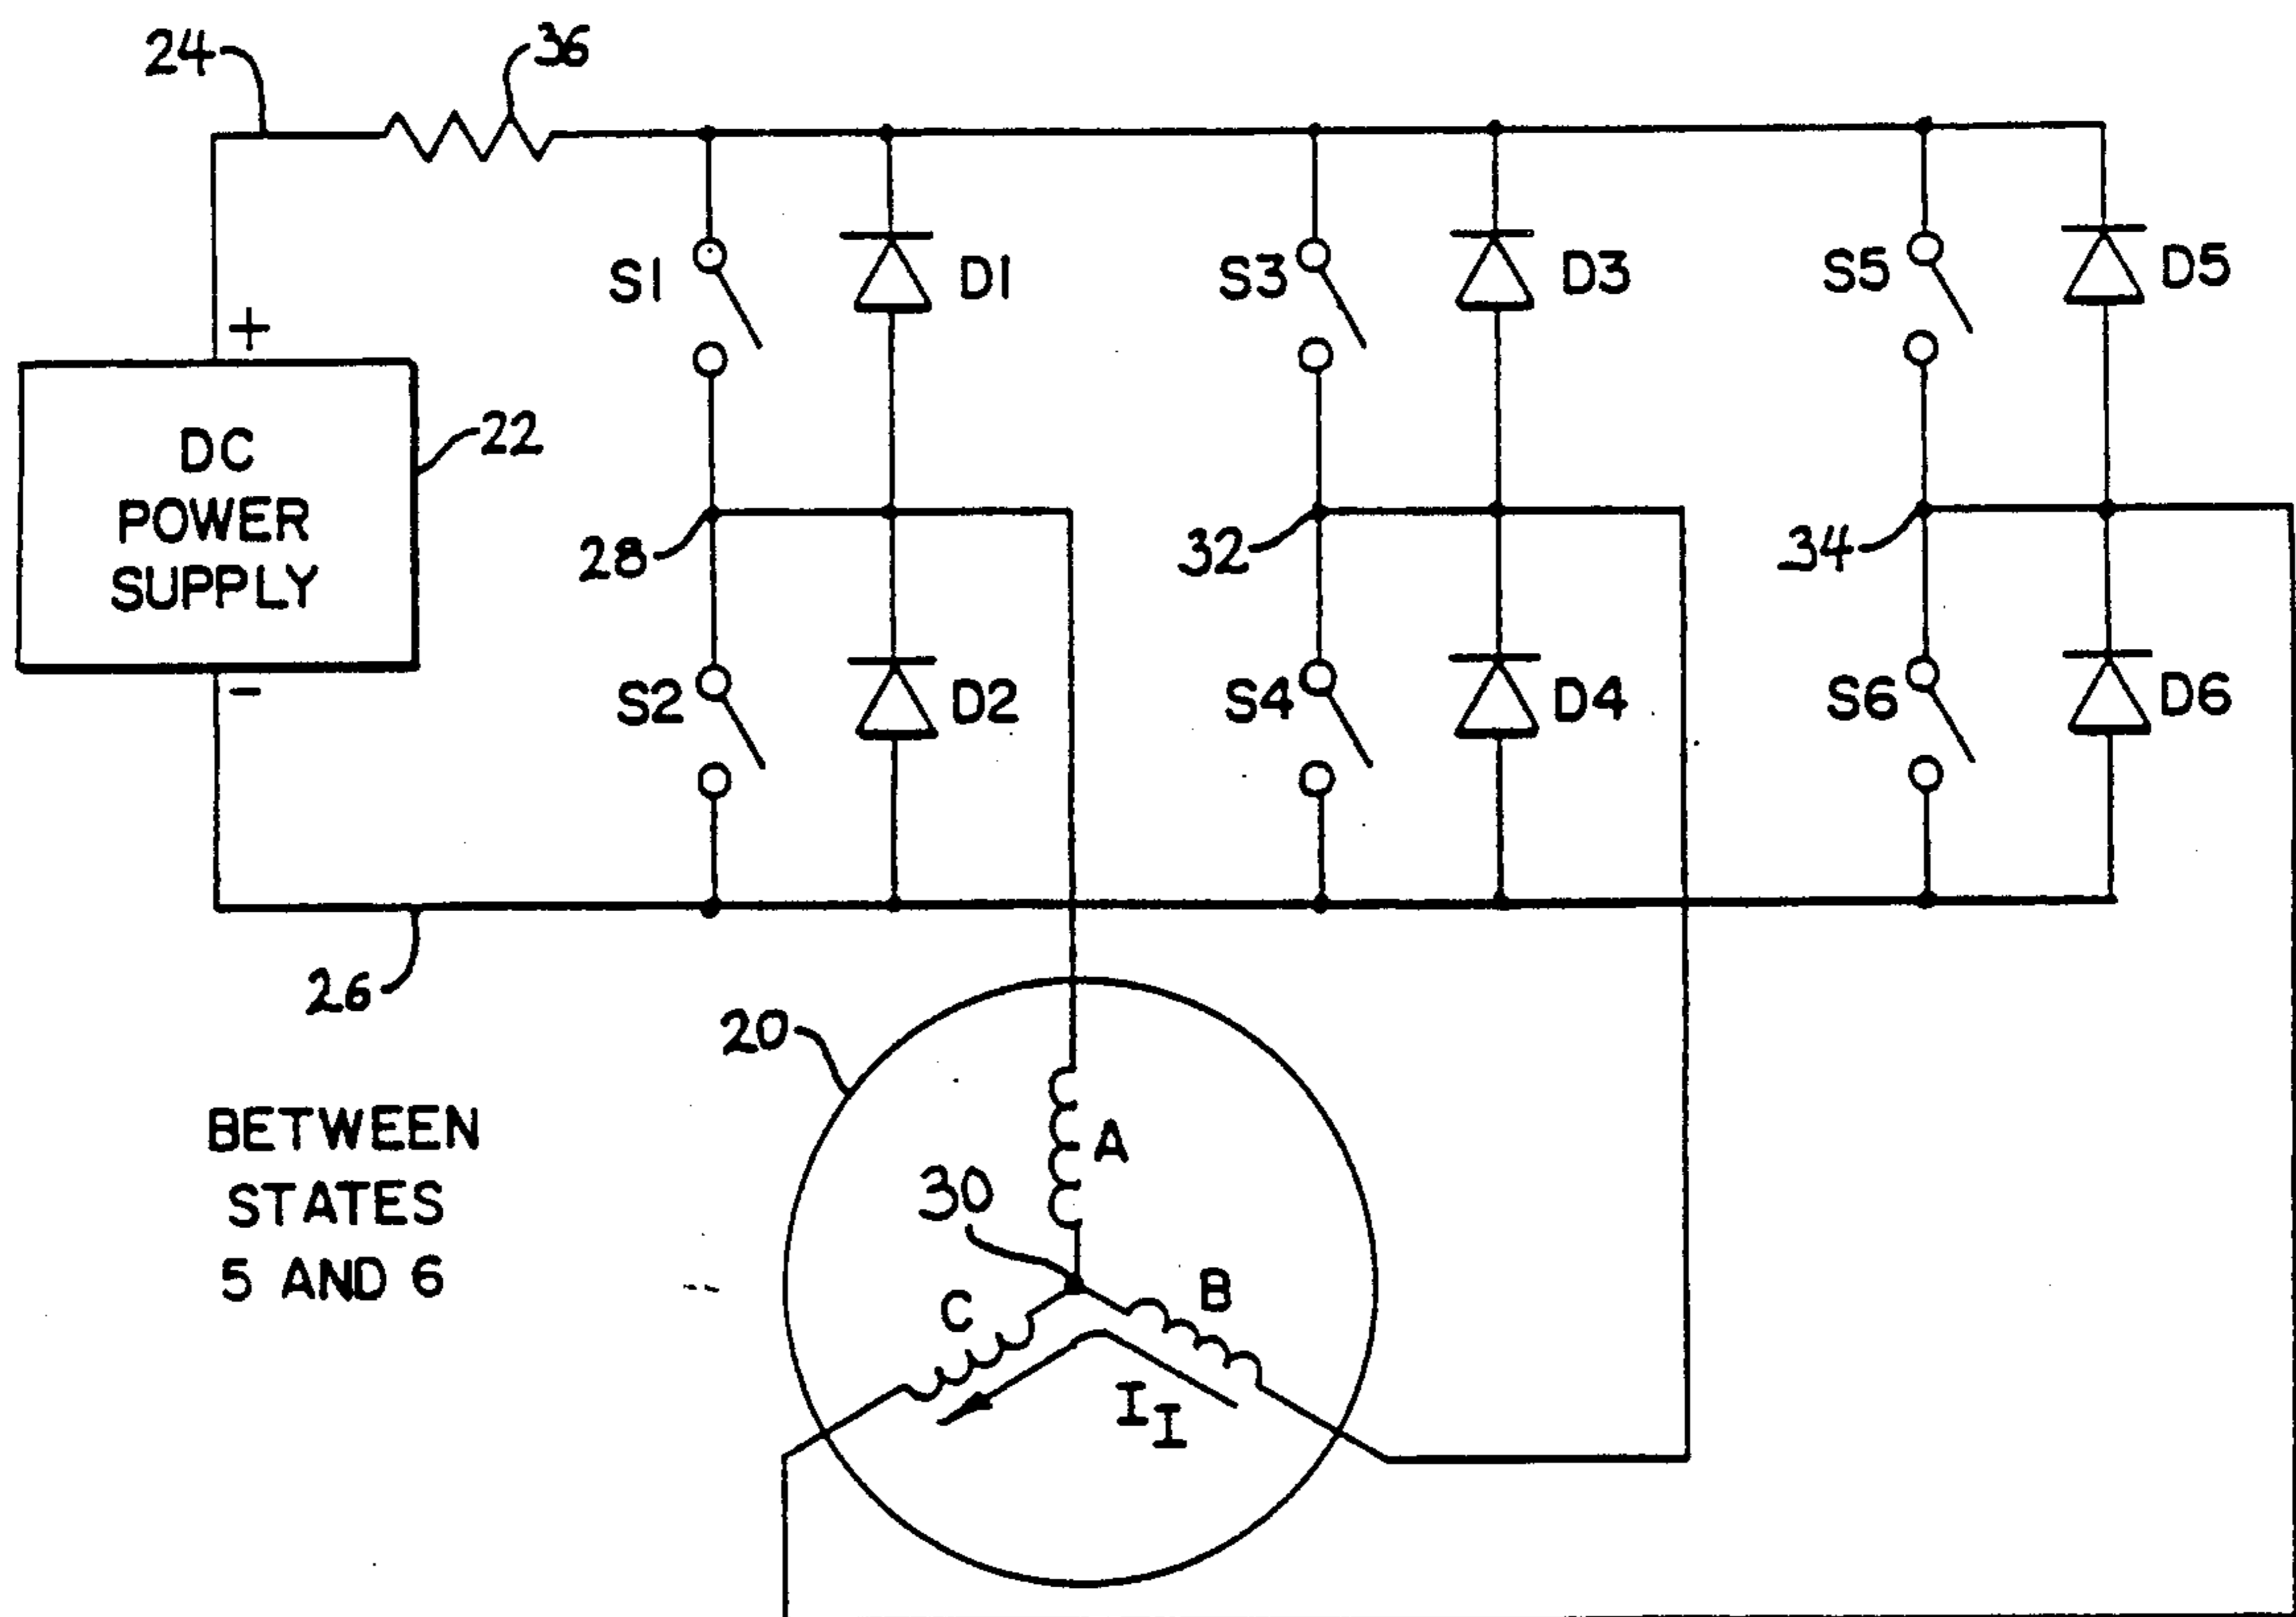 24
36
S1
D1
S3
D3
S5
D5
+
DC
POWER
SUPPLY
22
28
32
34
-
S2
D2
S4
D4
S6
D6
26
20
BETWEEN
STATES
5 AND 6
A
30
B
C
I I